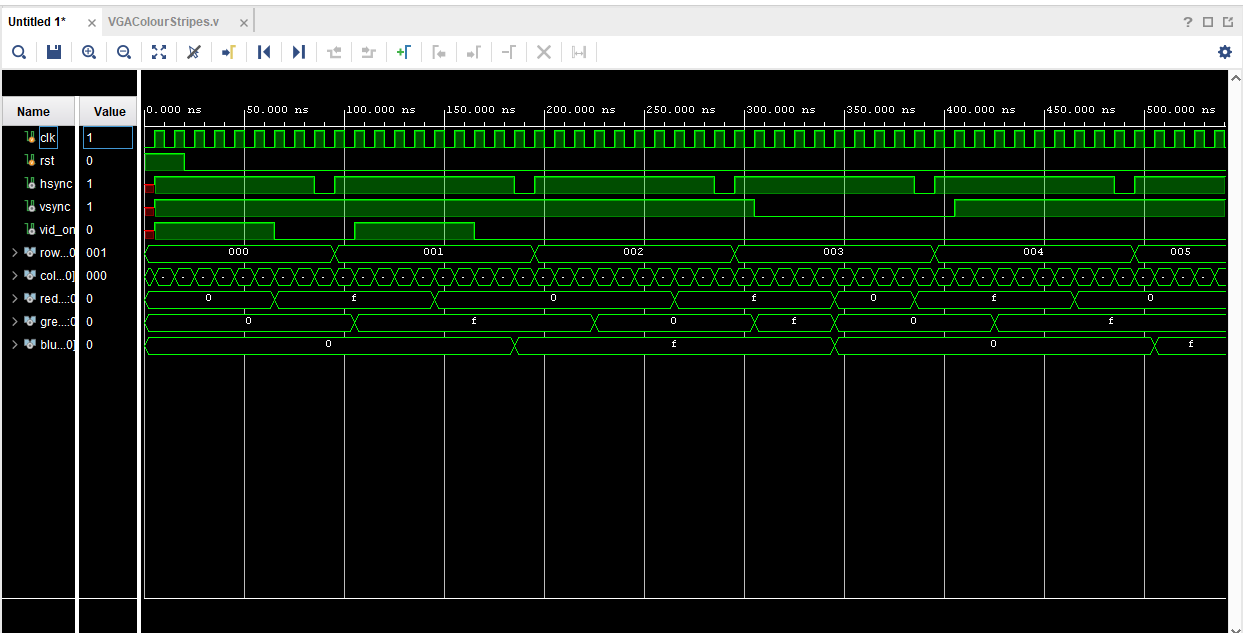 Untitled 1* × VGAColourStripes.v ×
? 
Name Value
0.000 ns 50.000 ns 100.000 ns 150.000 ns 200.000 ns 250.000 ns 300.000 ns 350.000 ns 400.000 ns 450.000 ns 500.000 ns
clk 1
rst 0
hsync 1
vsync 1
vid_on 0
row...0 001 000 001 002 003 004 005
col...0] 000
red...:0 0 0 f 0 f 0 f 0
gre...:0 0 0 f 0 f 0 f
blu...0] 0 0 f 0 f